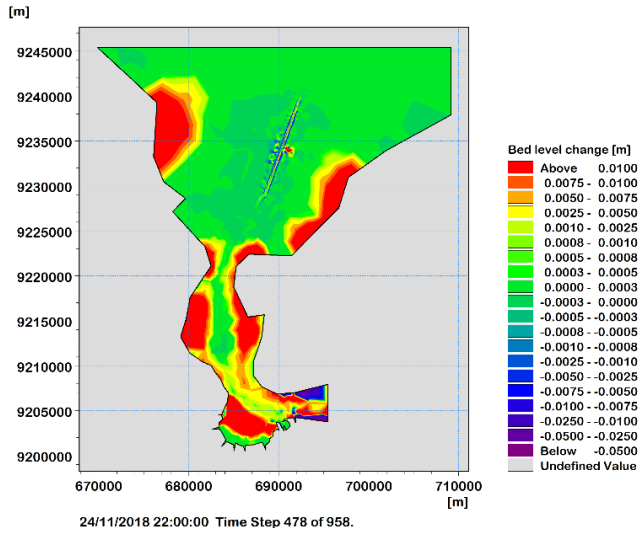 [m]
9245000
9240000
9235000
9230000
9225000
9220000
9215000
9210000
9205000
9200000
670000 680000 690000 700000 710000
[m]
24/11/2018 22:00:00 Time Step 478 of 958.
Bed level change [m]
Above 0.0100
0.0075 - 0.0100
0.0050 - 0.0075
0.0025 - 0.0050
0.0010 - 0.0025
0.0008 - 0.0010
0.0005 - 0.0008
0.0003 - 0.0005
0.0000 - 0.0003
-0.0003 - 0.0000
-0.0005 - -0.0003
-0.0008 - -0.0005
-0.0010 - -0.0008
-0.0025 - -0.0010
-0.0050 - -0.0025
-0.0075 - -0.0050
-0.0100 - -0.0075
-0.0250 - -0.0100
-0.0500 - -0.0250
Below -0.0500
Undefined Value